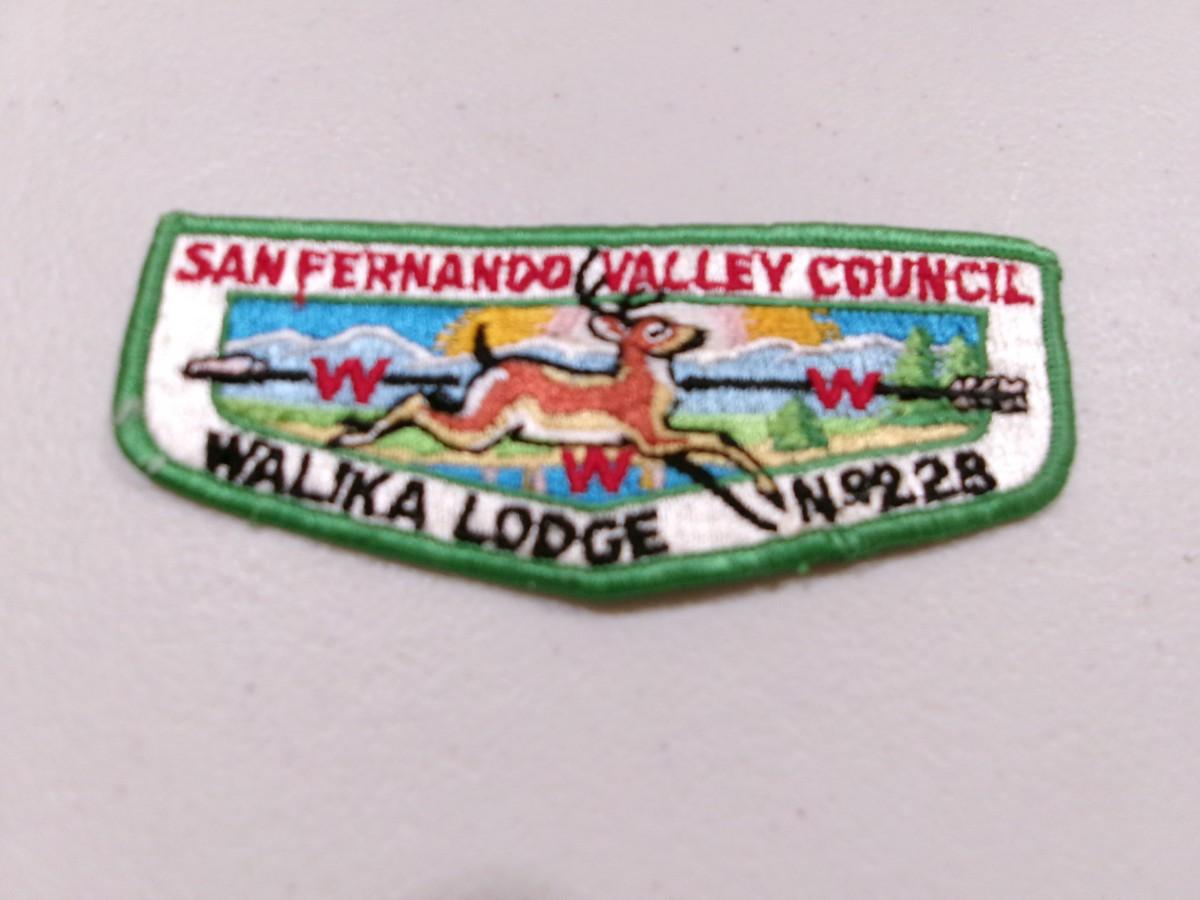 SAN FERNANDO VALLEY COUNCIL
W W
W
WALIKA LODGE Nº 228